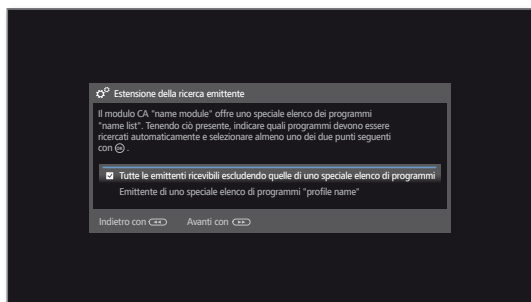 Estensione della ricerca emittente
Il modulo CA "name module" offre uno speciale elenco dei programmi
"name list". Tenendo ciò presente, indicare quali programmi devono essere
ricercati automaticamente e selezionare almeno uno dei due punti seguenti
con OK .
Tutte le emittenti ricevibili escludendo quelle di uno speciale elenco di programmi
Emittente di uno speciale elenco di programmi "profile name"
Indietro con Avanti con